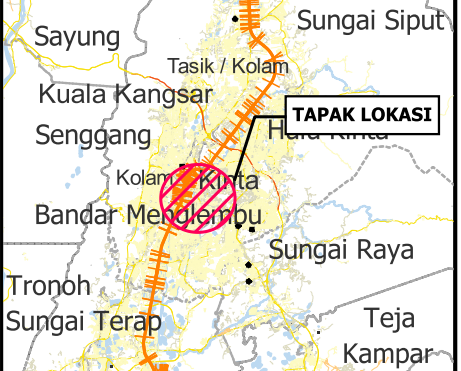 Sungai Siput
Sayung
Tasik / Kolam
Kuala Kangsar
TAPAK LOKASI
Senggang
Hulu Kinta
Kolam
Kinta
Bandar Menglembu
Sungai Raya
Tronoh
Sungai Terap
Teja
Kampar